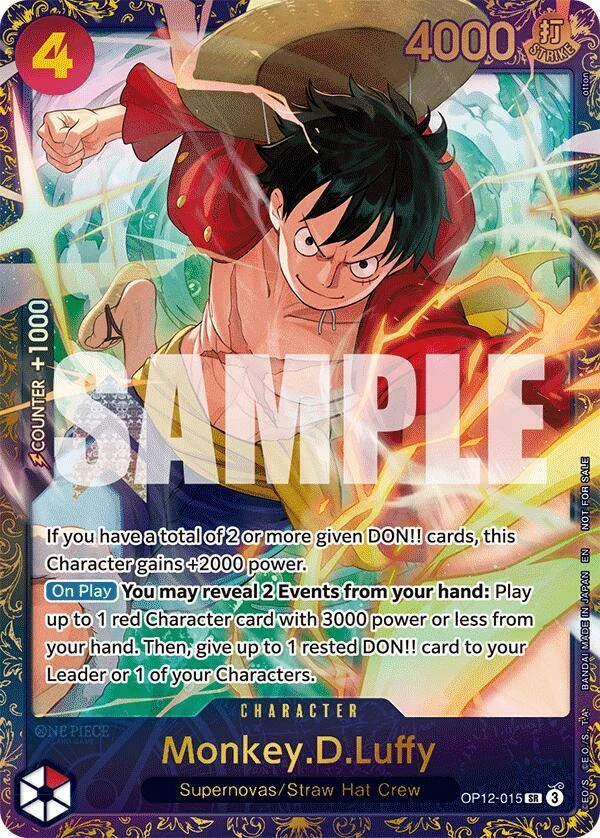 4
4000
打
STRIKE
otton
COUNTER +1000
SAMPLE
If you have a total of 2 or more given DON!! cards, this
Character gains +2000 power.
On Play You may reveal 2 Events from your hand: Play
up to 1 red Character card with 3000 power or less from
your hand. Then, give up to 1 rested DON!! card to your
Leader or 1 of your Characters.
BANDAI MADE IN JAPAN EN NOT FOR SALE
CHARACTER
ONE PIECE
CARD GAME
Monkey.D.Luffy
Supernovas/Straw Hat Crew
OP12-015 SR 3